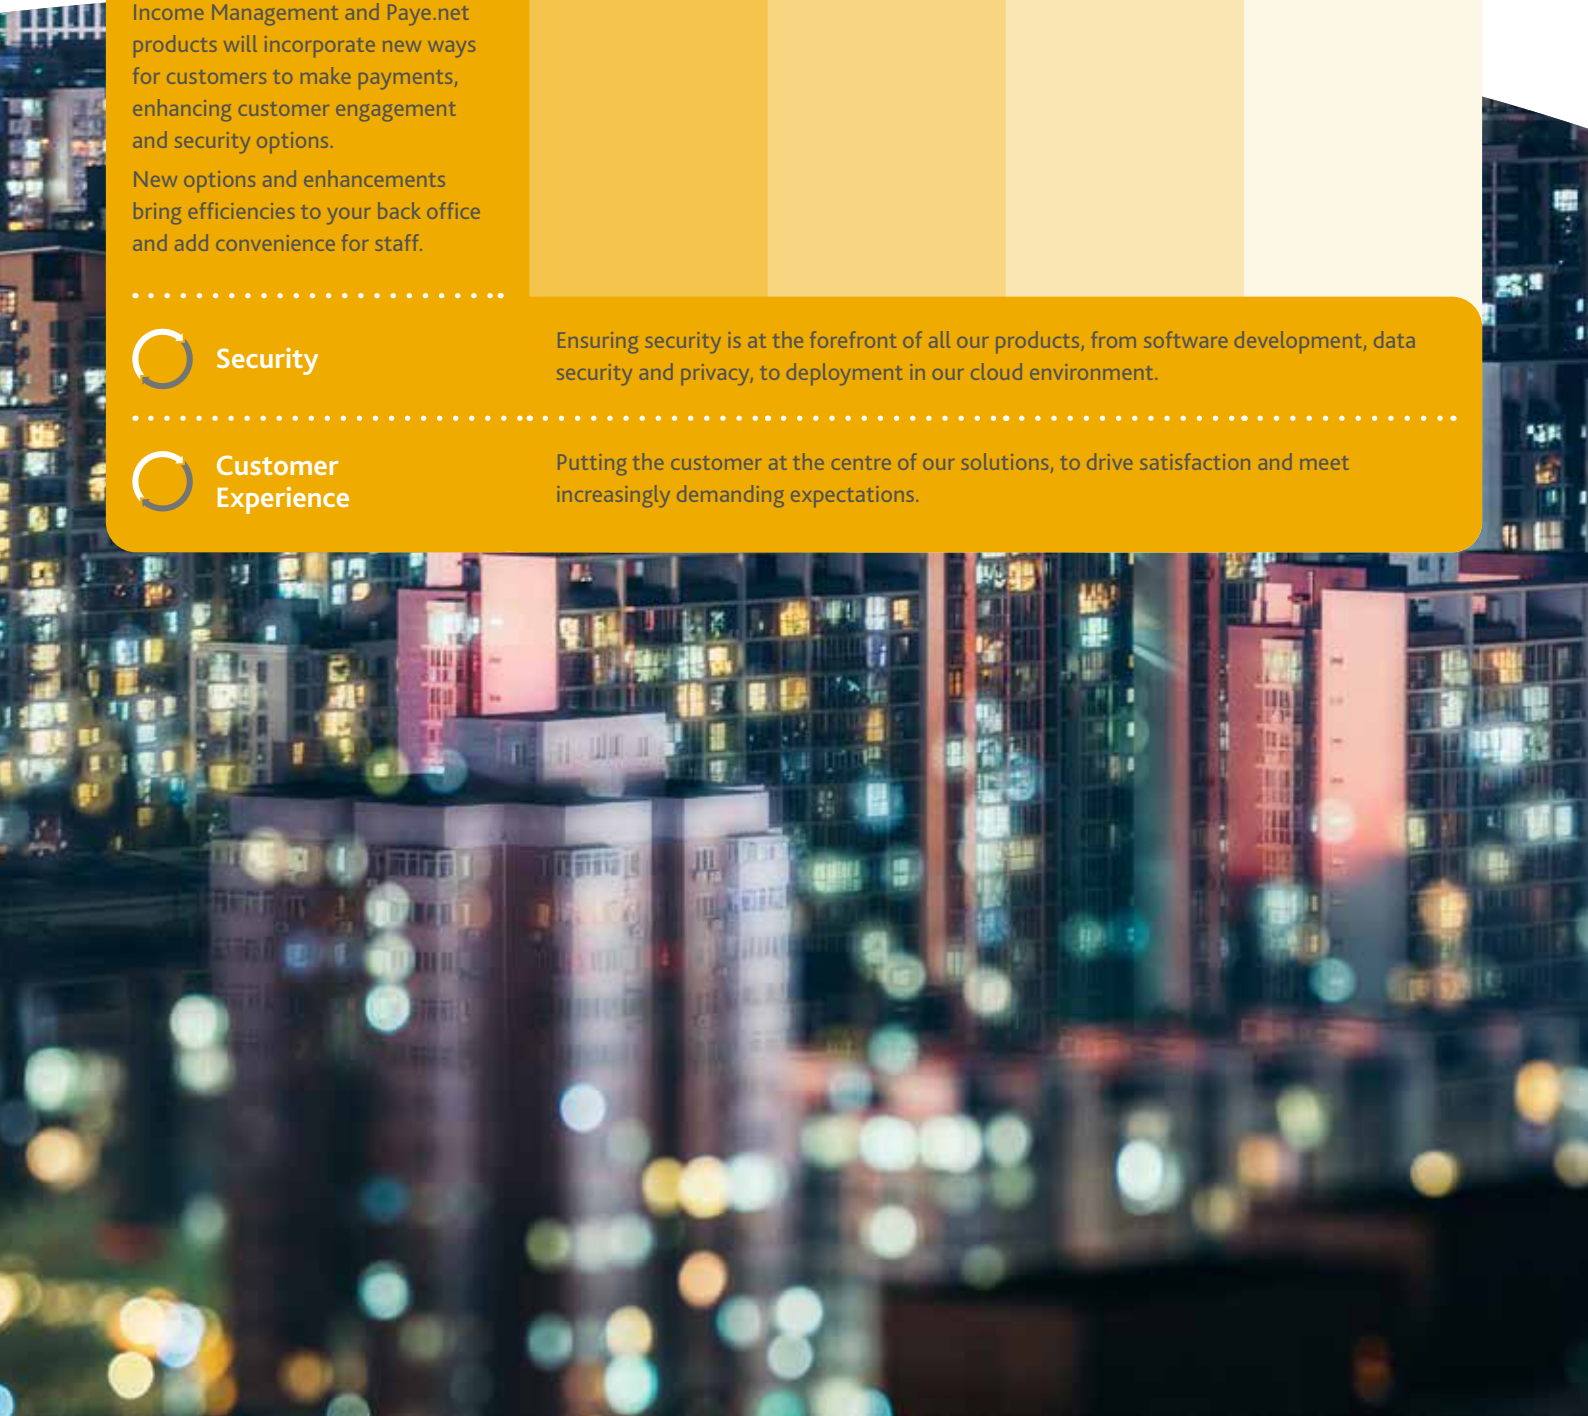 Income Management and Paye.net
products will incorporate new ways
for customers to make payments,
enhancing customer engagement
and security options.
New options and enhancements
bring efficiencies to your back office
and add convenience for staff.
Security
Ensuring security is at the forefront of all our products, from software development, data
security and privacy, to deployment in our cloud environment.
Customer
Experience
Putting the customer at the centre of our solutions, to drive satisfaction and meet
increasingly demanding expectations.